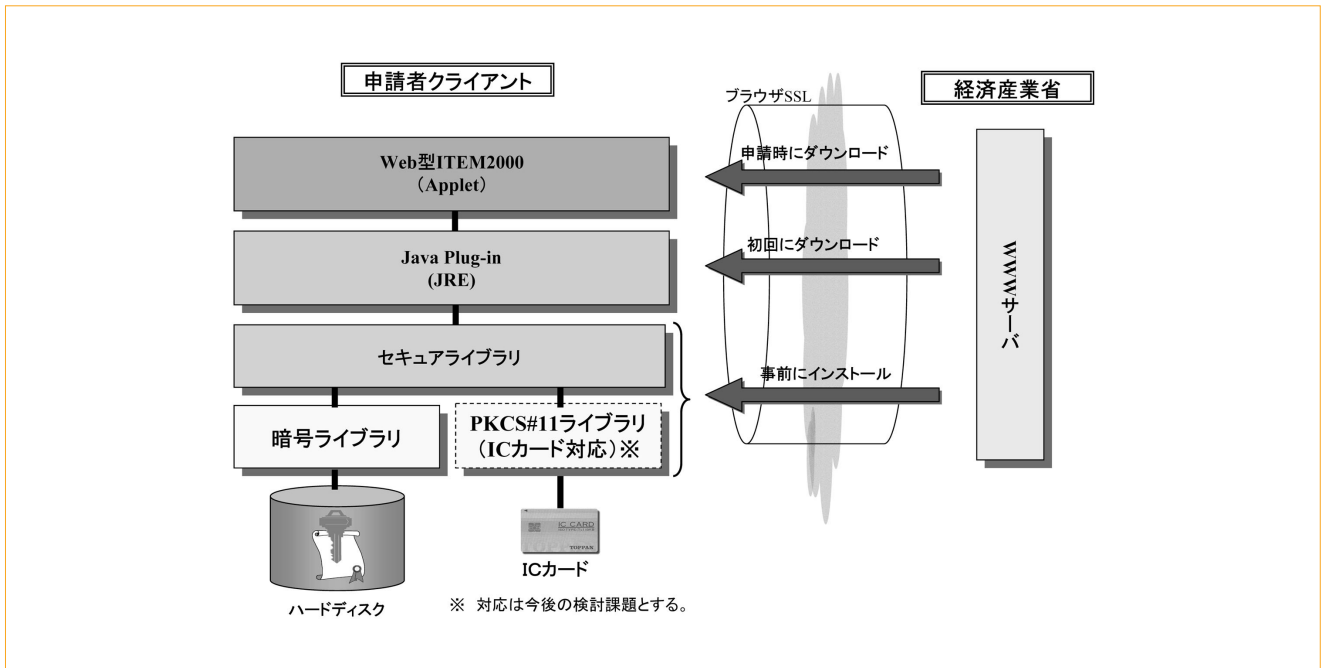 申請者クライアント
経済産業省
ブラウザSSL
Web型ITEM2000
（Applet）
申請時にダウンロード
Java Plug-in
(JRE)
初回にダウンロード
WWWサーバ
セキュアライブラリ
事前にインストール
暗号ライブラリ
PKCS#11ライブラリ
（ICカード対応）※
IC CARD
TOPPAN
ICカード
ハードディスク
※ 対応は今後の検討課題とする。